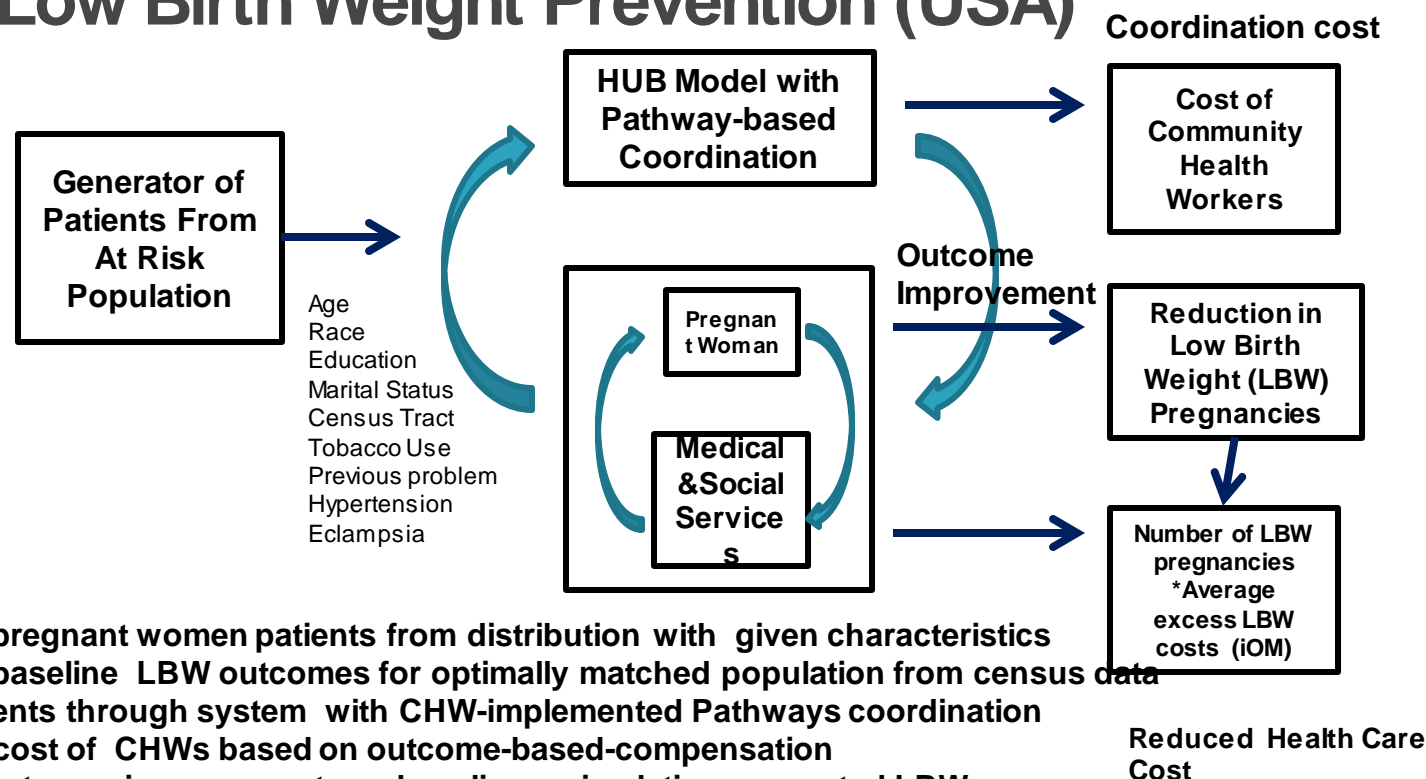 Low Birth Weight Prevention (USA)
Coordination cost
HUB Model with
Pathway-based
Coordination
Cost of
Community
Health
Workers
Generator of
Patients From
At Risk
Population
Age
Race
Education
Marital Status
Census Tract
Tobacco Use
Previous problem
Hypertension
Eclampsia
Pregnan
t Woman
Medical
&Social
Service
s
Outcome
Improvement
Reduction in
Low Birth
Weight (LBW)
Pregnancies
Number of LBW
pregnancies
*Average
excess LBW
costs (iOM)
pregnant women patients from distribution with given characteristics
baseline LBW outcomes for optimally matched population from census data
ents through system with CHW-implemented Pathways coordination
cost of CHWs based on outcome-based-compensation
Reduced Health Care
Cost